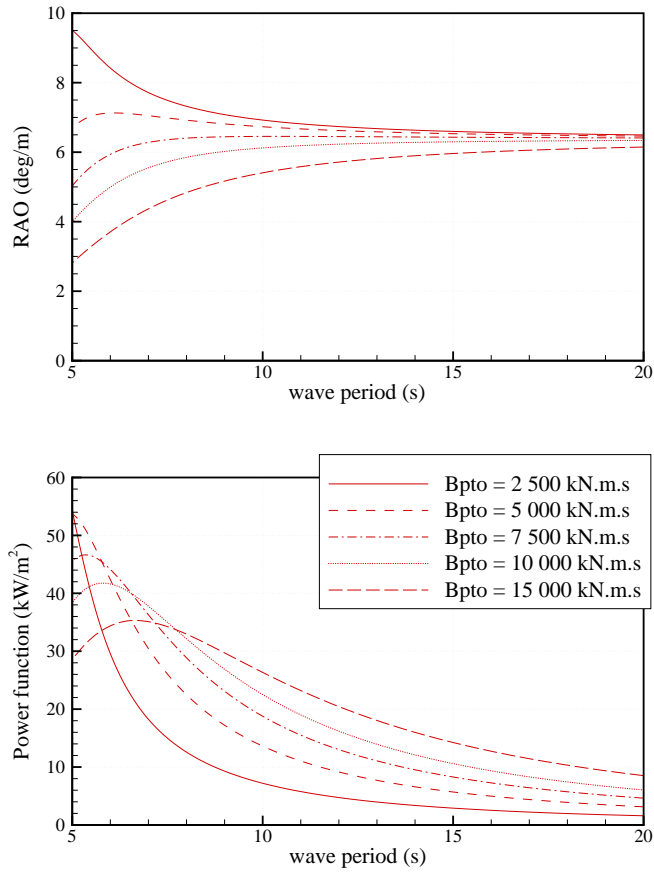 10
8
6
4
2
0
RAO (deg/m)
5
10
15
20
wave period (s)
60
50
40
30
20
10
0
Power function (kW/m²)
Bpto = 2 500 kN.m.s
Bpto = 5 000 kN.m.s
Bpto = 7 500 kN.m.s
Bpto = 10 000 kN.m.s
Bpto = 15 000 kN.m.s
5
10
15
20
wave period (s)